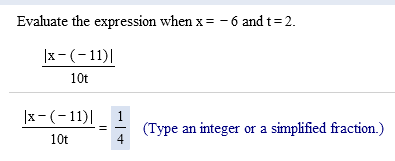 Evaluate the expression when x = − 6 and t = 2.
|x − ( − 11)|
10t
|x − ( − 11)|
10t
=
1
4
(Type an integer or a simplified fraction.)